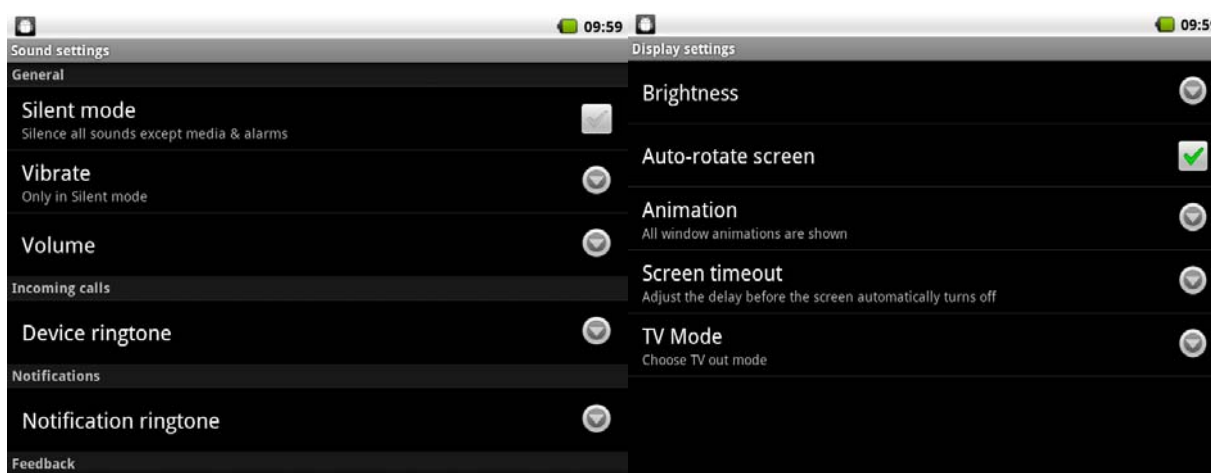 09:59
Sound settings
General
Silent mode
Silence all sounds except media & alarms
Vibrate
Only in Silent mode
Volume
Incoming calls
Device ringtone
Notifications
Notification ringtone
Feedback
Display settings
Brightness
Auto-rotate screen
Animation
All window animations are shown
Screen timeout
Adjust the delay before the screen automatically turns off
TV Mode
Choose TV out mode